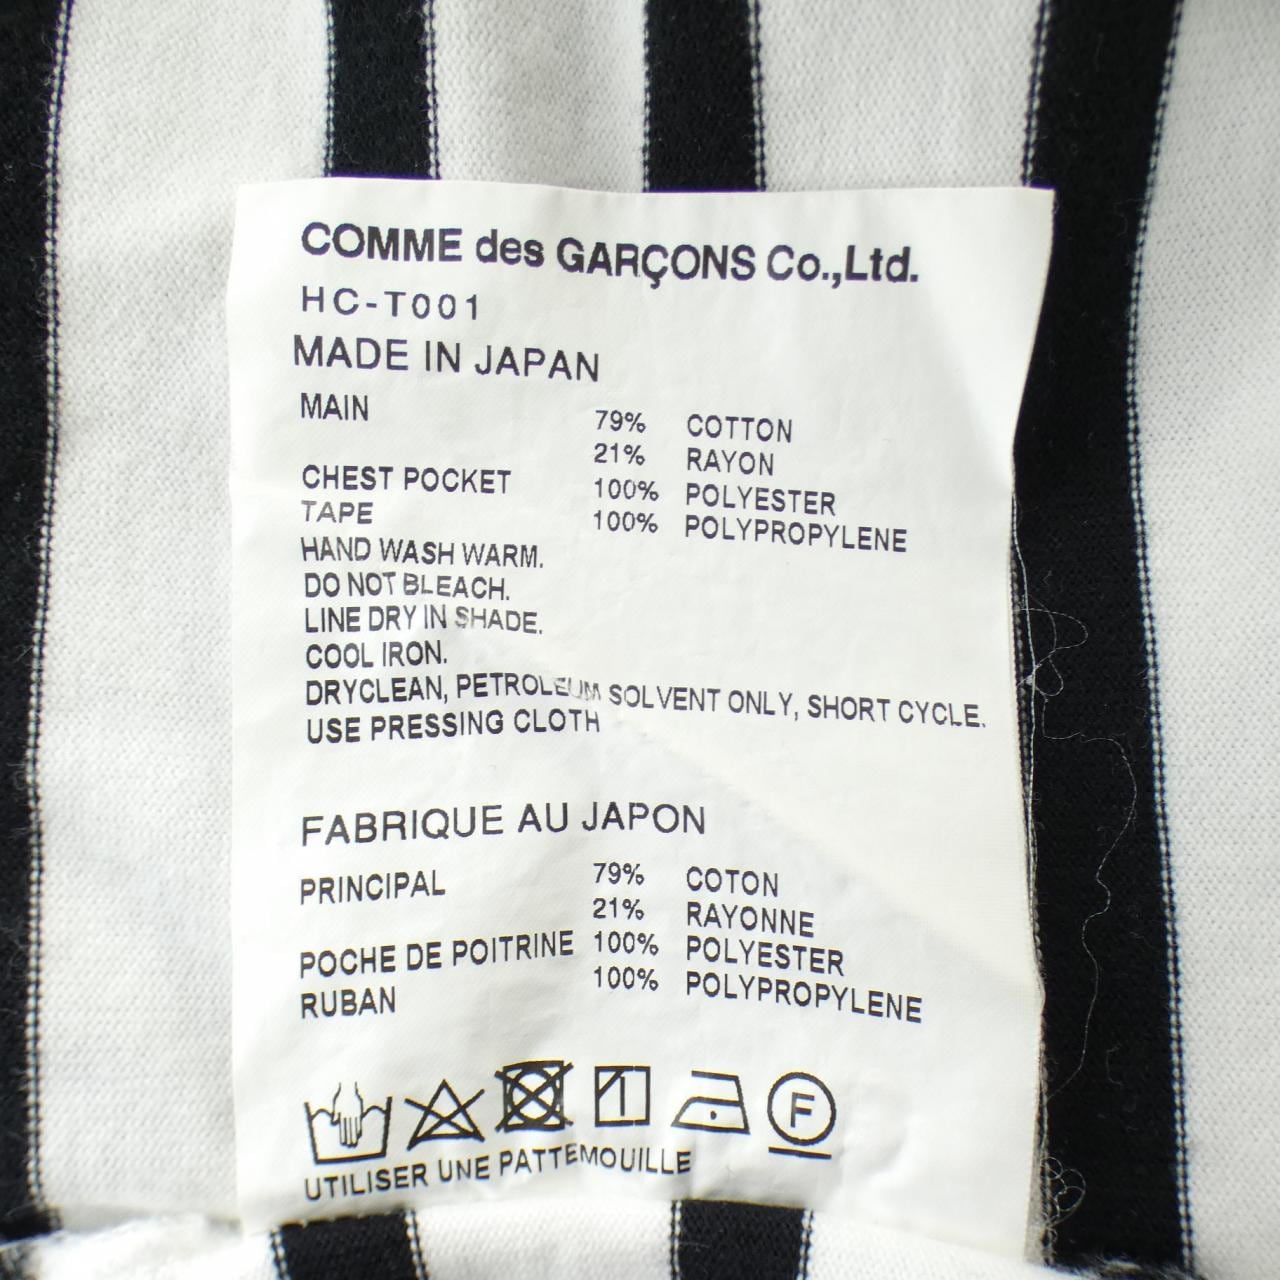 COMME des GARÇONS Co.,Ltd.
HC-T001
MADE IN JAPAN
MAIN 79% COTTON
21% RAYON
CHEST POCKET 100% POLYESTER
TAPE 100% POLYPROPYLENE
HAND WASH WARM.
DO NOT BLEACH.
LINE DRY IN SHADE.
COOL IRON.
DRYCLEAN, PETROLEUM SOLVENT ONLY, SHORT CYCLE.
USE PRESSING CLOTH
FABRIQUE AU JAPON
PRINCIPAL 79% COTON
21% RAYONNE
POCHE DE POITRINE 100% POLYESTER
RUBAN 100% POLYPROPYLENE
F
UTILISER UNE PATTEMOUILLE